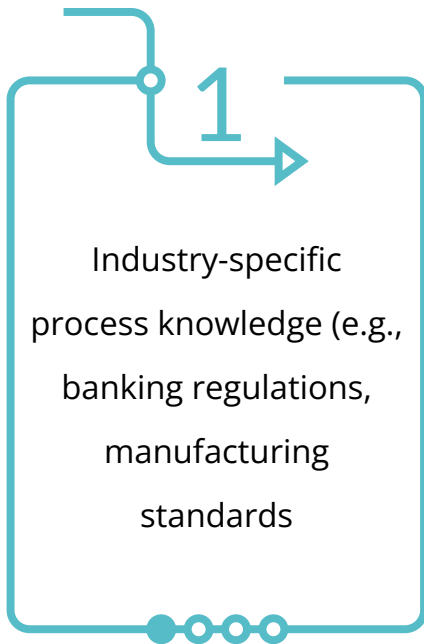 1
Industry-specific
process knowledge (e.g.,
banking regulations,
manufacturing
standards